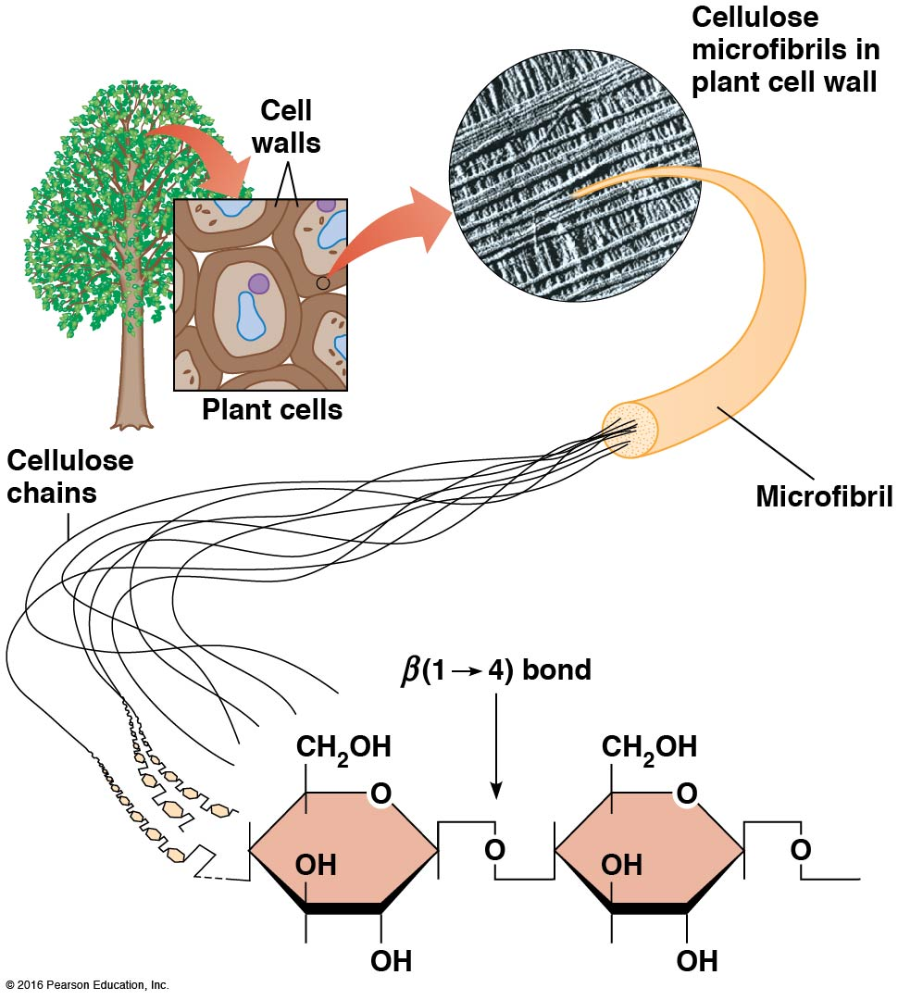 Cellulose
microfibrils in
plant cell wall
Cell
walls
Plant cells
Cellulose
chains
Microfibril
β(1 → 4) bond
CH₂OH
CH₂OH
O
O
OH
O
OH
O
OH
OH
© 2016 Pearson Education, Inc.